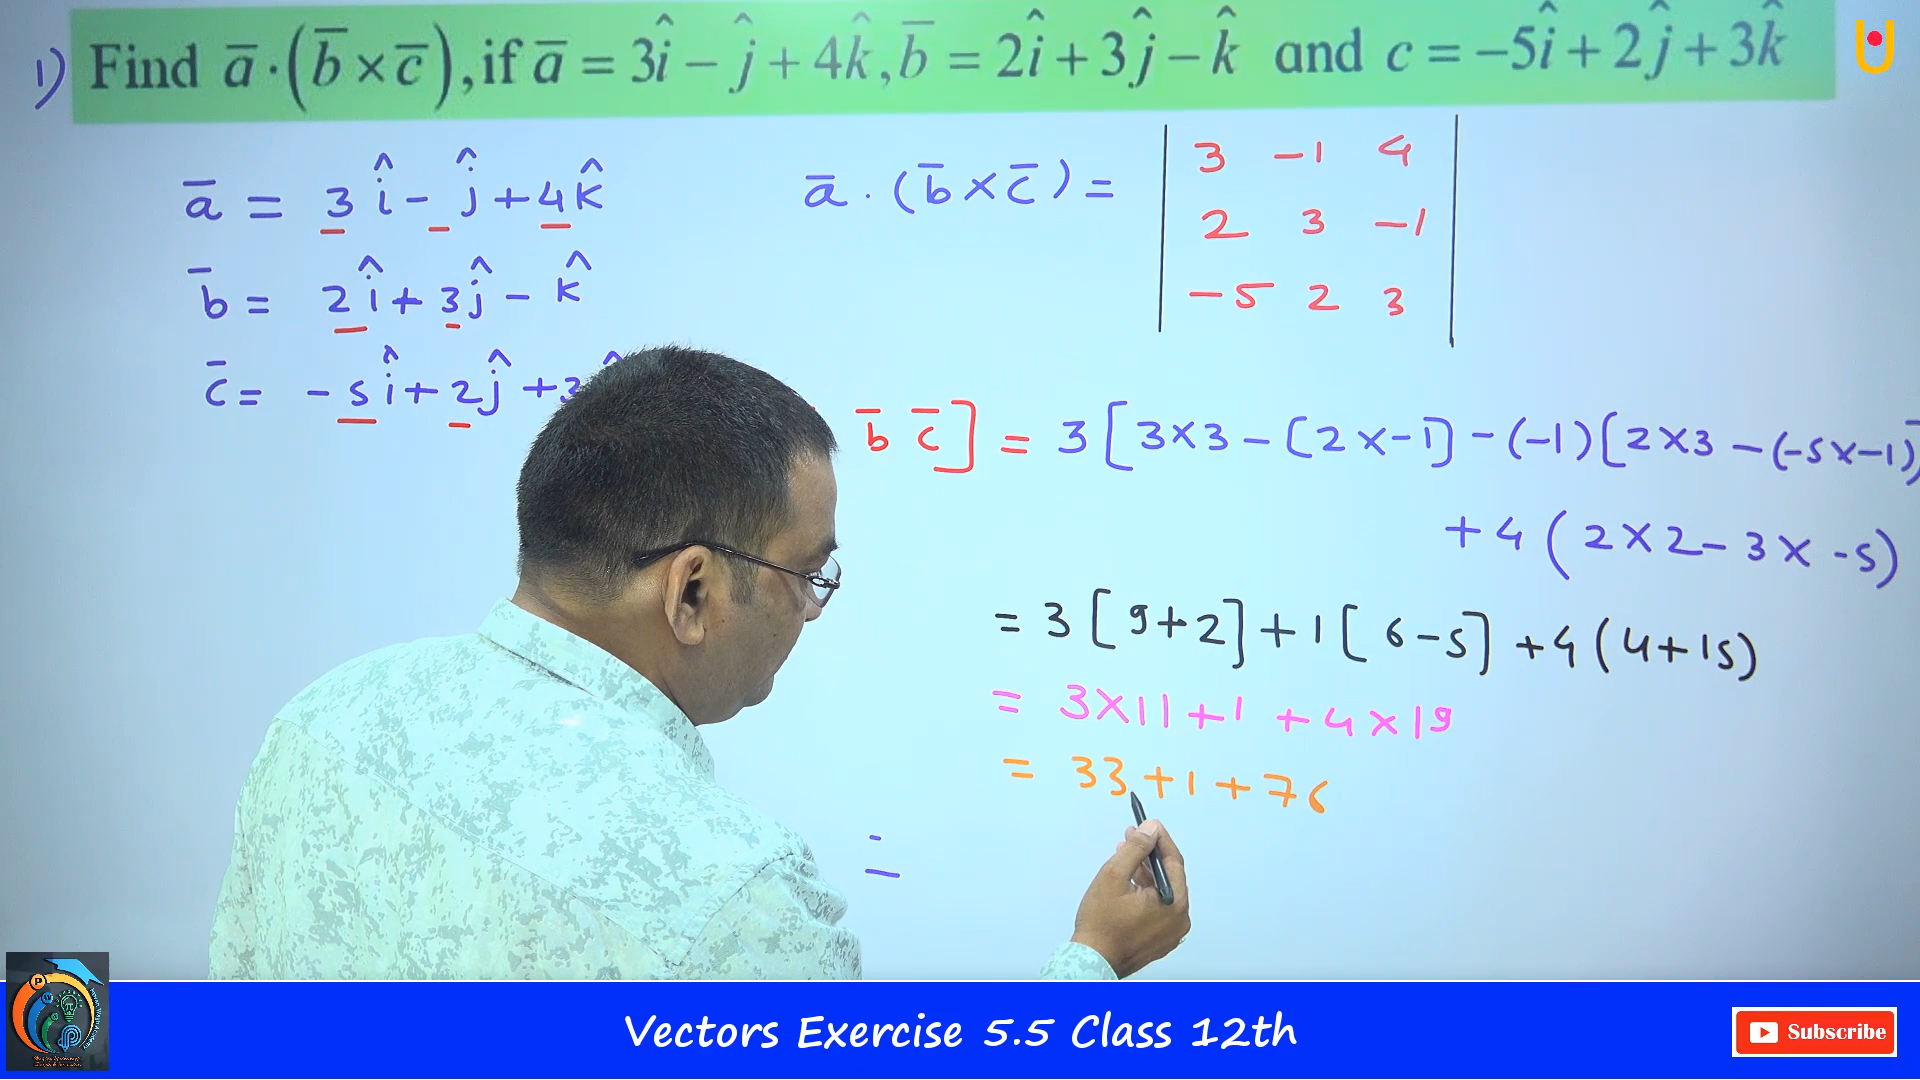 1) Find a̅·(b̅×c̅), if a̅ = 3î − ĵ + 4k̂, b̅ = 2î + 3ĵ − k̂ and c = −5î + 2ĵ + 3k̂
a̅ = 3î − ĵ + 4k̂
b̅ = 2î + 3ĵ − k̂
c̅ = −5î + 2ĵ + 3
a̅ · (b̅ × c̅) =
3 −1 4
2 3 −1
−5 2 3
b̅ c̅] = 3[3×3 − [2×−1] − (−1)[2×3 − (−5×−1)]
+4(2×2 − 3×−5)
= 3[9+2] + 1[6−5] + 4(4+15)
= 3×11 + 1 + 4×19
= 33 + 1 + 76
=
Vectors Exercise 5.5 Class 12th
Subscribe